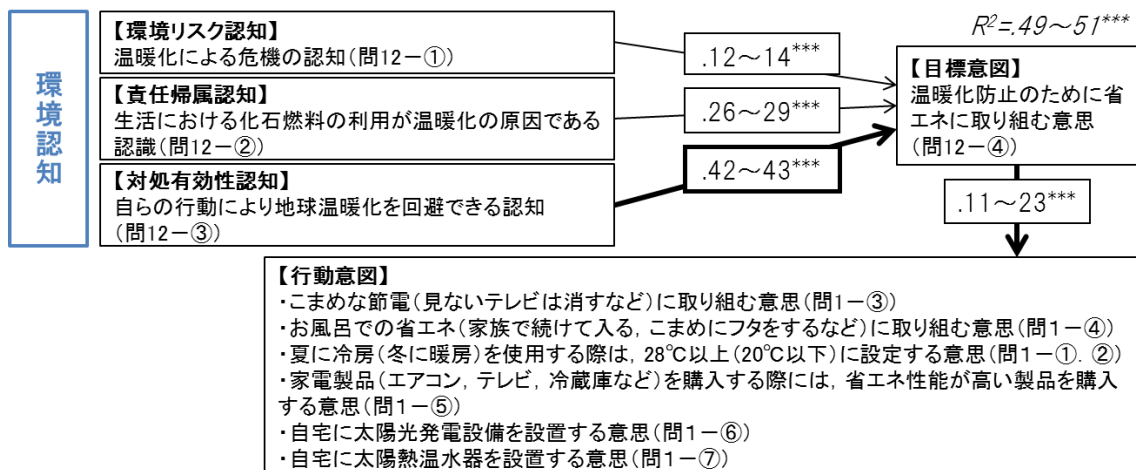 環境認知
【環境リスク認知】
温暖化による危機の認知(問12－①)
【責任帰属認知】
生活における化石燃料の利用が温暖化の原因である
認識(問12－②)
【対処有効性認知】
自らの行動により地球温暖化を回避できる認知
(問12－③)
.12～14***
.26～29***
.42～43***
R²=.49～51***
【目標意図】
温暖化防止のために省
エネに取り組む意思
(問12－④)
.11～23***
【行動意図】
・こまめな節電(見ないテレビは消すなど)に取り組む意思(問1－③)
・お風呂での省エネ(家族で続けて入る，こまめにフタをするなど)に取り組む意思(問1－④)
・夏に冷房(冬に暖房)を使用する際は，28℃以上(20℃以下)に設定する意思(問1－①．②)
・家電製品(エアコン，テレビ，冷蔵庫など)を購入する際には，省エネ性能が高い製品を購入
する意思(問1－⑤)
・自宅に太陽光発電設備を設置する意思(問1－⑥)
・自宅に太陽熱温水器を設置する意思(問1－⑦)